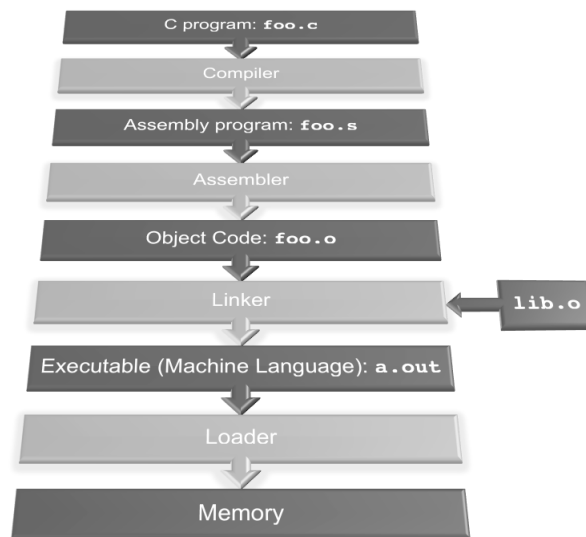 C program: foo.c
Compiler
Assembly program: foo.s
Assembler
Object Code: foo.o
Linker
lib.o
Executable (Machine Language): a.out
Loader
Memory